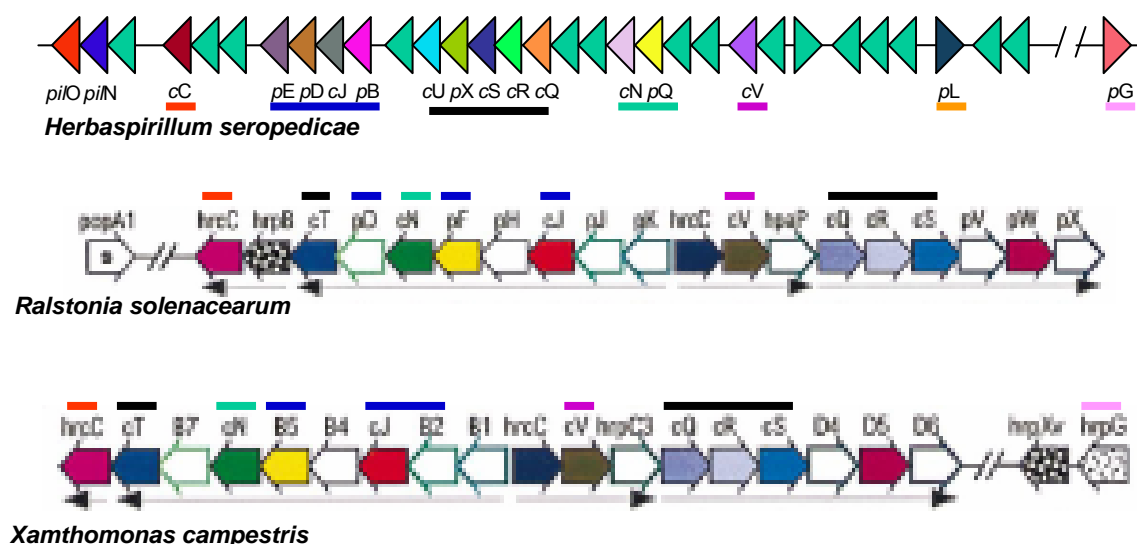 pilO pilN cC pE pD cJ pB cU pX cS cR cQ cN pQ cV pL pG
Herbaspirillum seropedicae
popA1 hrcC hrpB cT pD cN pF pH cJ pJ pK hrcC cV hpaP cQ cR cS pV pW pX
s
Ralstonia solenacearum
hrcC cT B7 cN B5 B4 cJ B2 B1 hrcC cV hrpC3 cQ cR cS D4 D5 D6 hrpG
Xamthomonas campestris